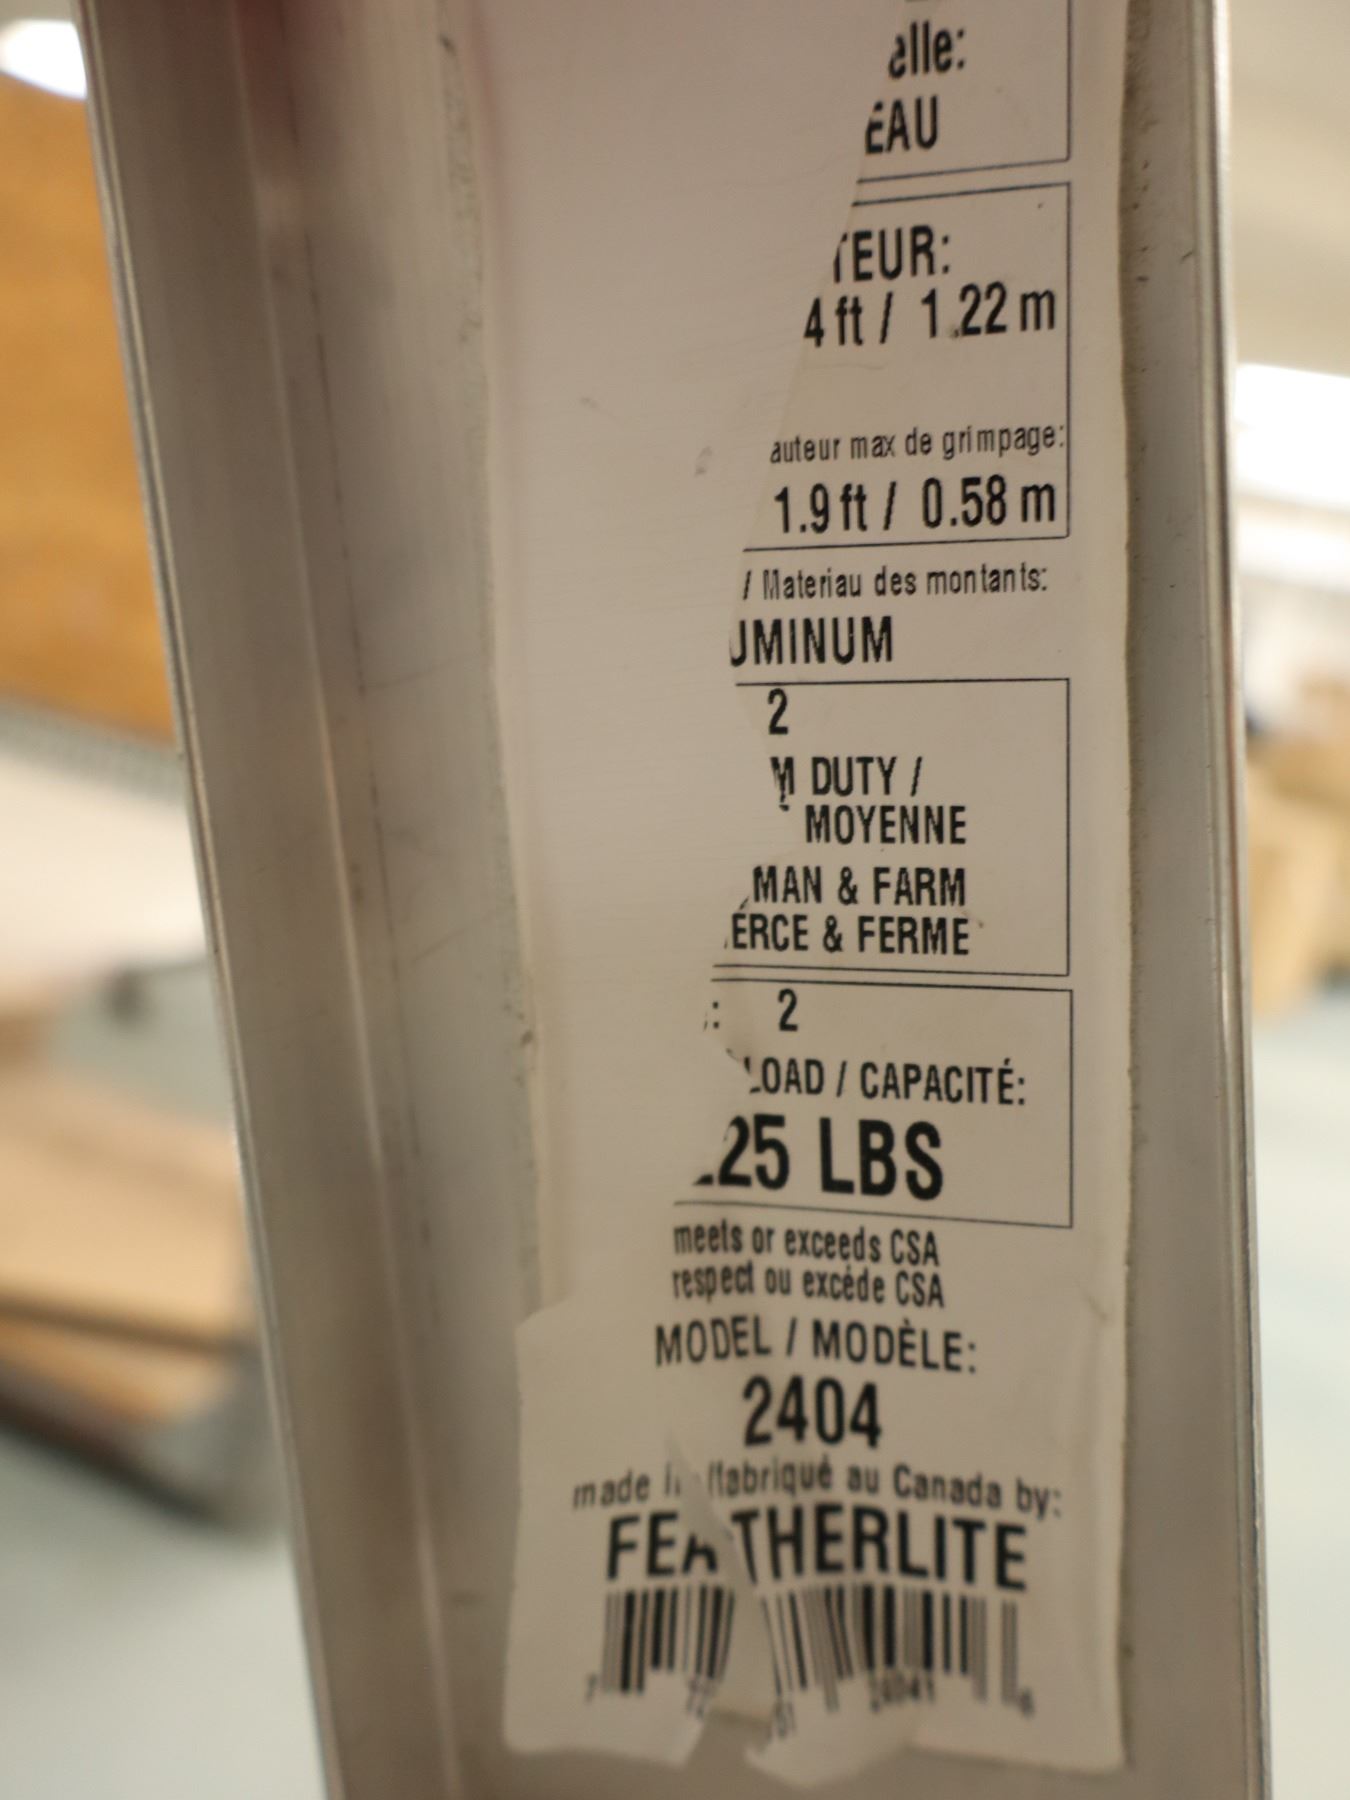 elle:
EAU
TEUR:
4 ft / 1.22 m
auteur max de grimpage:
1.9 ft / 0.58 m
/ Materiau des montants:
UMINUM
2
M DUTY /
MOYENNE
MAN & FARM
ERCE & FERME
: 2
LOAD / CAPACITÉ:
25 LBS
meets or exceeds CSA
respect ou excède CSA
MODEL / MODÈLE:
2404
made in /fabriqué au Canada by:
FEATHERLITE
24041